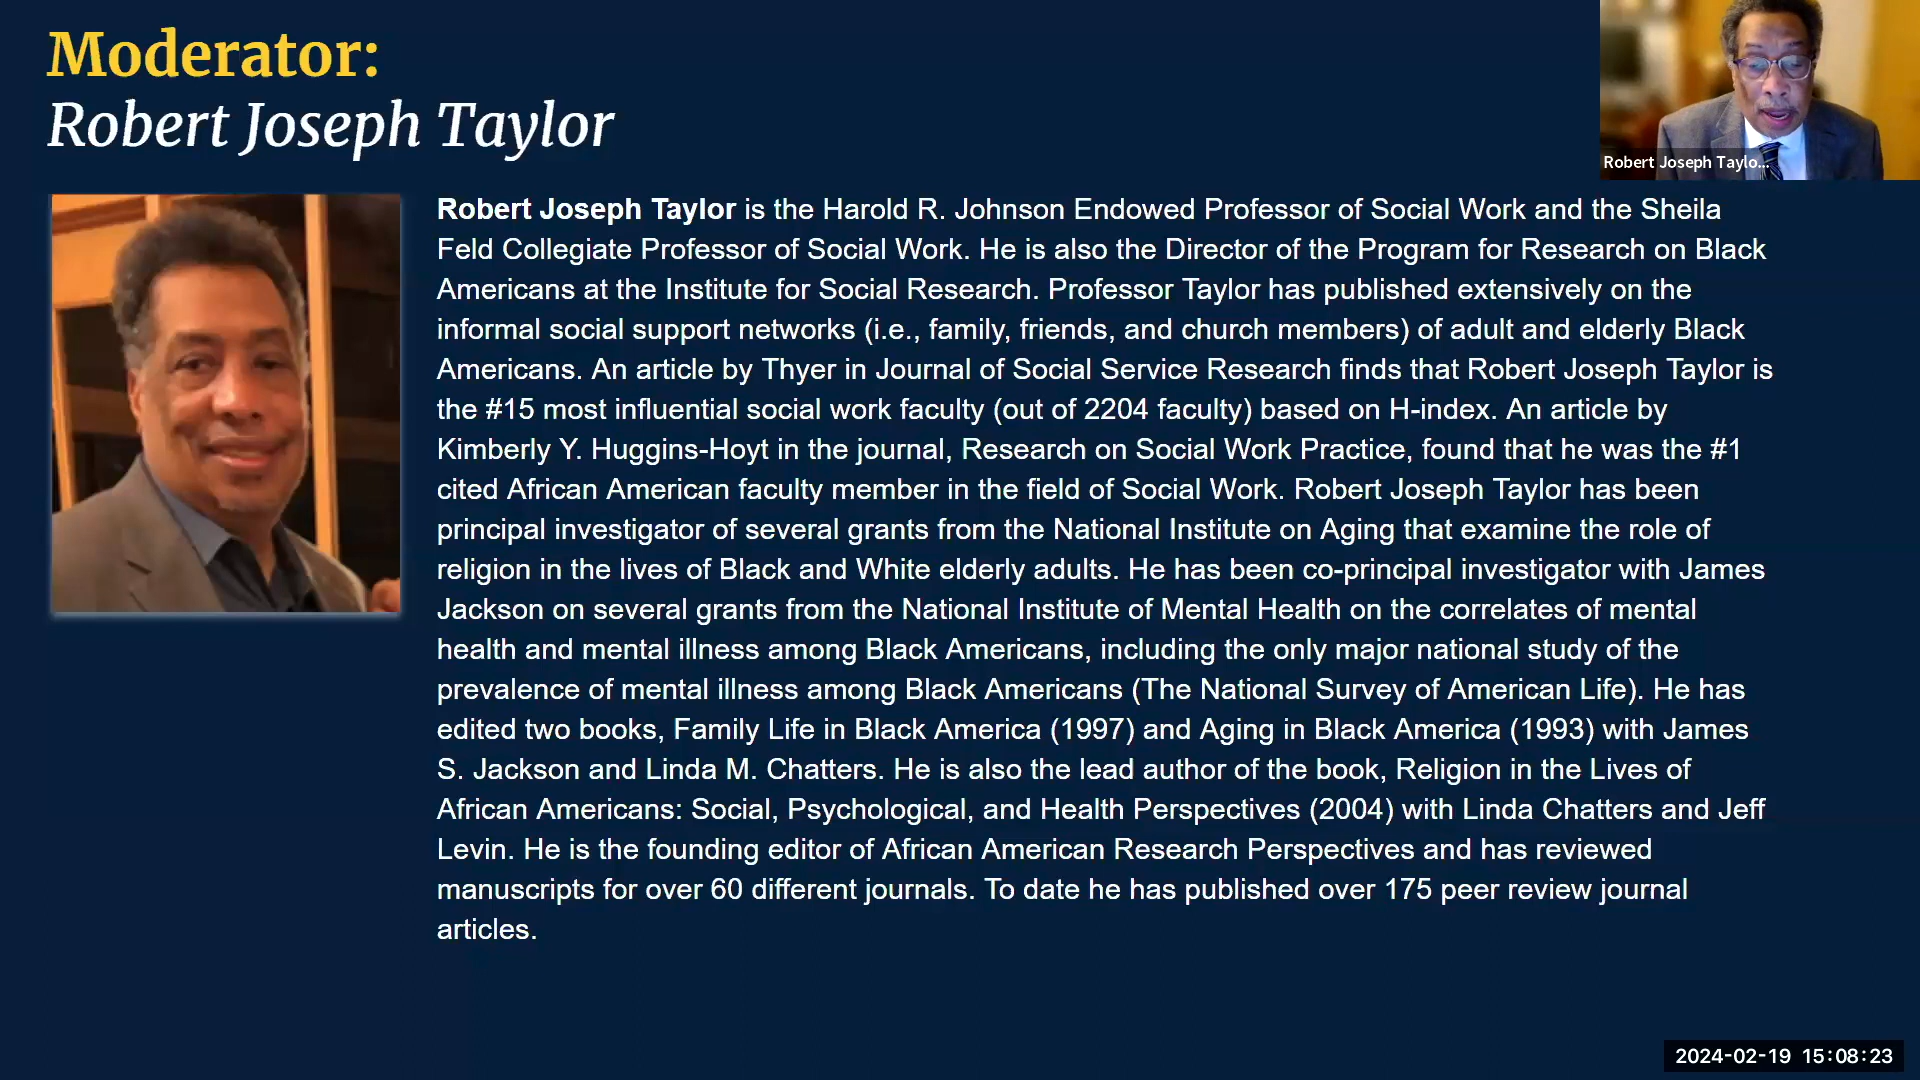 Moderator:
Robert Joseph Taylor
Robert Joseph Taylo...
Robert Joseph Taylor is the Harold R. Johnson Endowed Professor of Social Work and the Sheila
Feld Collegiate Professor of Social Work. He is also the Director of the Program for Research on Black
Americans at the Institute for Social Research. Professor Taylor has published extensively on the
informal social support networks (i.e., family, friends, and church members) of adult and elderly Black
Americans. An article by Thyer in Journal of Social Service Research finds that Robert Joseph Taylor is
the #15 most influential social work faculty (out of 2204 faculty) based on H-index. An article by
Kimberly Y. Huggins-Hoyt in the journal, Research on Social Work Practice, found that he was the #1
cited African American faculty member in the field of Social Work. Robert Joseph Taylor has been
principal investigator of several grants from the National Institute on Aging that examine the role of
religion in the lives of Black and White elderly adults. He has been co-principal investigator with James
Jackson on several grants from the National Institute of Mental Health on the correlates of mental
health and mental illness among Black Americans, including the only major national study of the
prevalence of mental illness among Black Americans (The National Survey of American Life). He has
edited two books, Family Life in Black America (1997) and Aging in Black America (1993) with James
S. Jackson and Linda M. Chatters. He is also the lead author of the book, Religion in the Lives of
African Americans: Social, Psychological, and Health Perspectives (2004) with Linda Chatters and Jeff
Levin. He is the founding editor of African American Research Perspectives and has reviewed
manuscripts for over 60 different journals. To date he has published over 175 peer review journal
articles.
2024-02-19 15:08:23